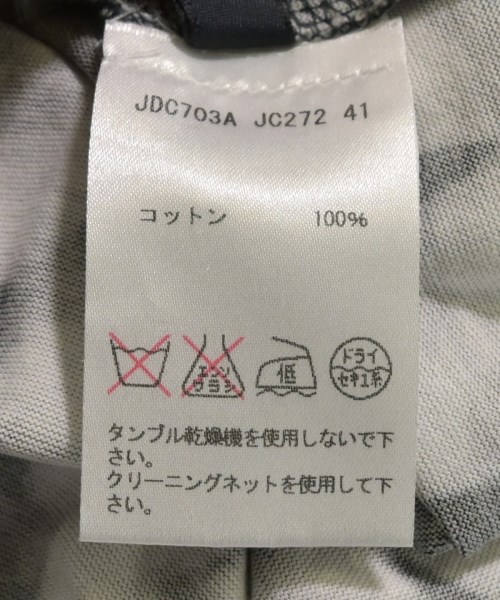 JDC703A JC272 41
コットン 100%
エンソ
サラシ
低
ドライ
セキユ系
タンブル乾燥機を使用しないで下
さい。
クリーニングネットを使用して下
さい。